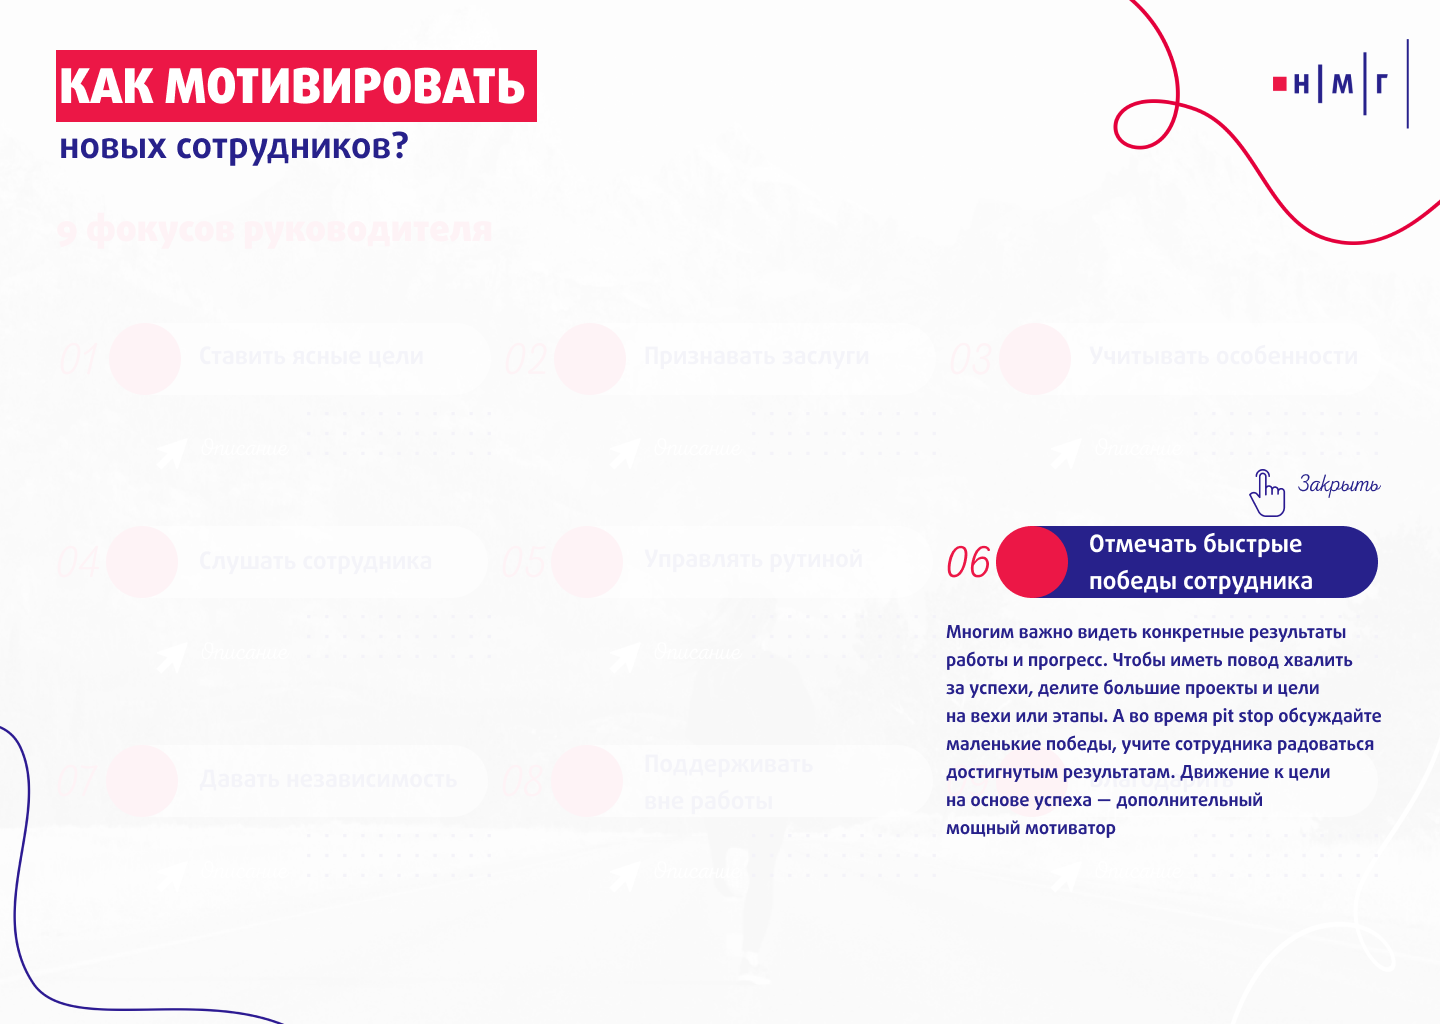 КАК МОТИВИРОВАТЬ
новых сотрудников?
Н|М|Г
9 фокусов руководителя
01 Ставить ясные цели
02 Признавать заслуги
03 Учитывать особенности
Описание
Описание
Описание
Закрыть
04 Слушать сотрудника
05 Управлять рутиной
06 Отмечать быстрые
победы сотрудника
Описание
Описание
Многим важно видеть конкретные результаты
работы и прогресс. Чтобы иметь повод хвалить
за успехи, делите большие проекты и цели
на вехи или этапы. А во время pit stop обсуждайте
маленькие победы, учите сотрудника радоваться
достигнутым результатам. Движение к цели
на основе успеха — дополнительный
мощный мотиватор
07 Давать независимость
08 Поддерживать
вне работы
Описание